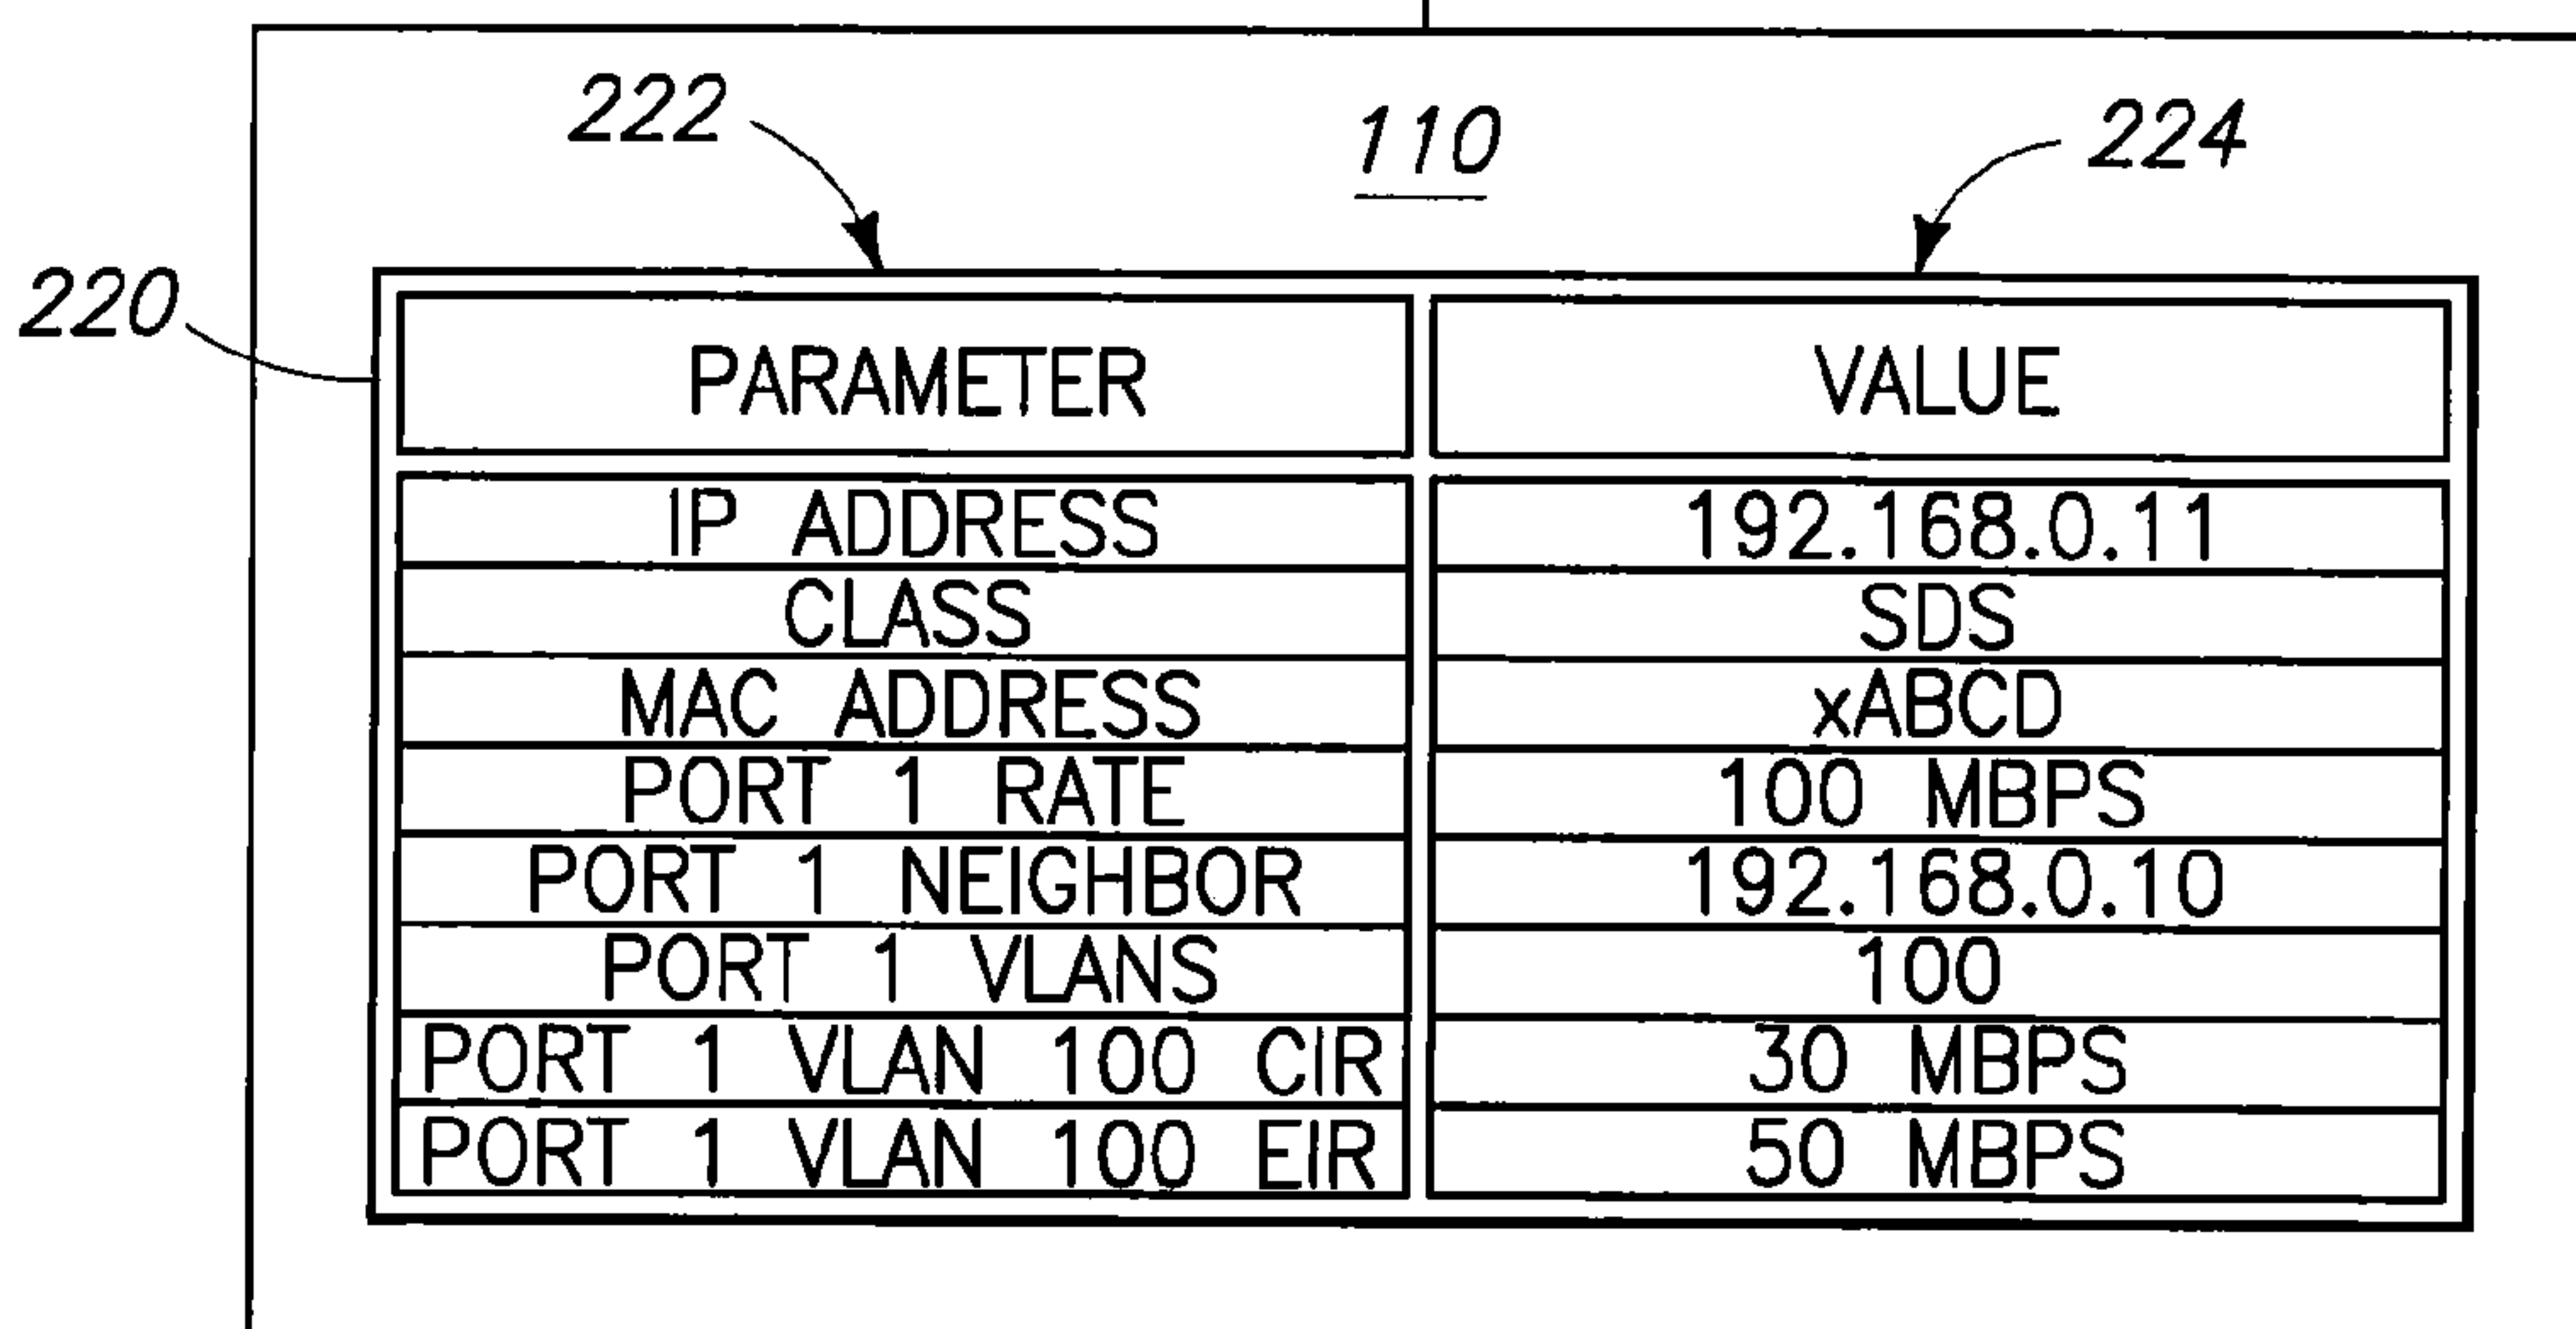 222
110
224
220
PARAMETER VALUE
IP ADDRESS 192.168.0.11
CLASS SDS
MAC ADDRESS xABCD
PORT 1 RATE 100 MBPS
PORT 1 NEIGHBOR 192.168.0.10
PORT 1 VLANS 100
PORT 1 VLAN 100 CIR 30 MBPS
PORT 1 VLAN 100 EIR 50 MBPS